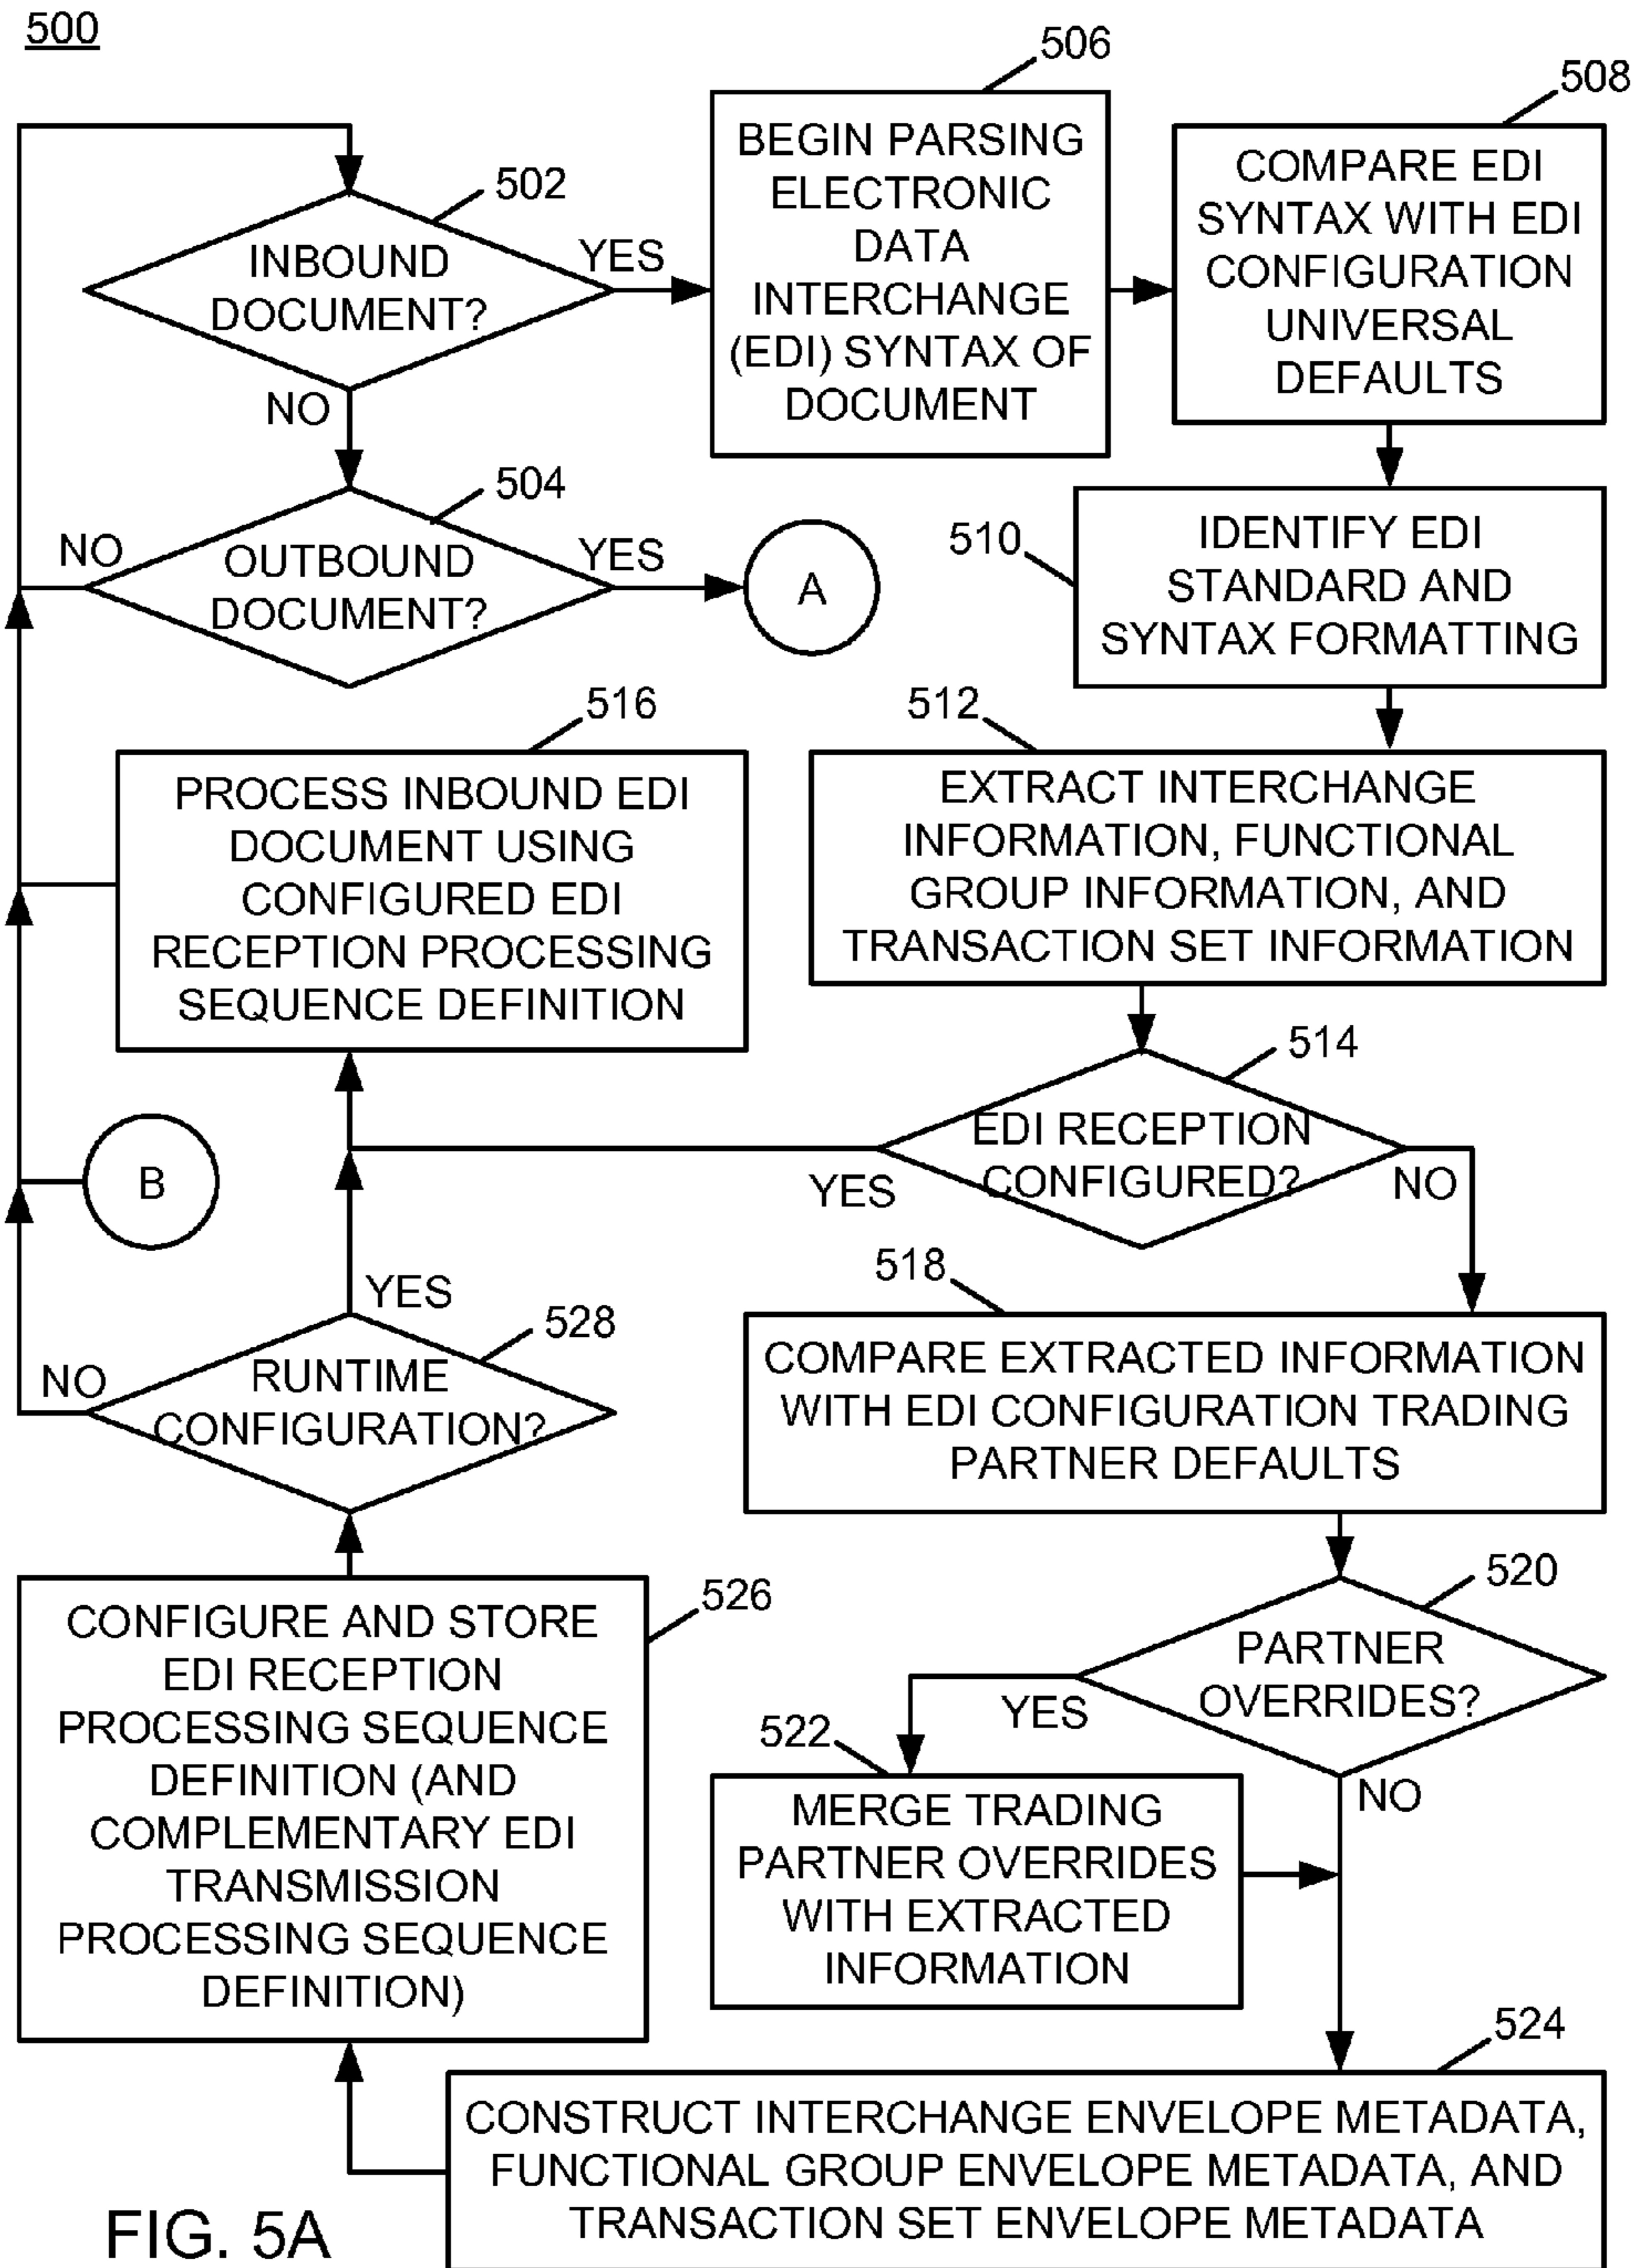 500
506
BEGIN PARSING
ELECTRONIC
DATA
INTERCHANGE
(EDI) SYNTAX OF
DOCUMENT
508
COMPARE EDI
SYNTAX WITH EDI
CONFIGURATION
UNIVERSAL
DEFAULTS
502
INBOUND
DOCUMENT?
YES
NO
504
OUTBOUND
DOCUMENT?
NO
YES
A
510
IDENTIFY EDI
STANDARD AND
SYNTAX FORMATTING
516
PROCESS INBOUND EDI
DOCUMENT USING
CONFIGURED EDI
RECEPTION PROCESSING
SEQUENCE DEFINITION
512
EXTRACT INTERCHANGE
INFORMATION, FUNCTIONAL
GROUP INFORMATION, AND
TRANSACTION SET INFORMATION
514
EDI RECEPTION
CONFIGURED?
YES
NO
B
518
COMPARE EXTRACTED INFORMATION
WITH EDI CONFIGURATION TRADING
PARTNER DEFAULTS
YES
528
RUNTIME
CONFIGURATION?
NO
520
PARTNER
OVERRIDES?
YES
NO
522
MERGE TRADING
PARTNER OVERRIDES
WITH EXTRACTED
INFORMATION
526
CONFIGURE AND STORE
EDI RECEPTION
PROCESSING SEQUENCE
DEFINITION (AND
COMPLEMENTARY EDI
TRANSMISSION
PROCESSING SEQUENCE
DEFINITION)
524
CONSTRUCT INTERCHANGE ENVELOPE METADATA,
FUNCTIONAL GROUP ENVELOPE METADATA, AND
TRANSACTION SET ENVELOPE METADATA
FIG. 5A